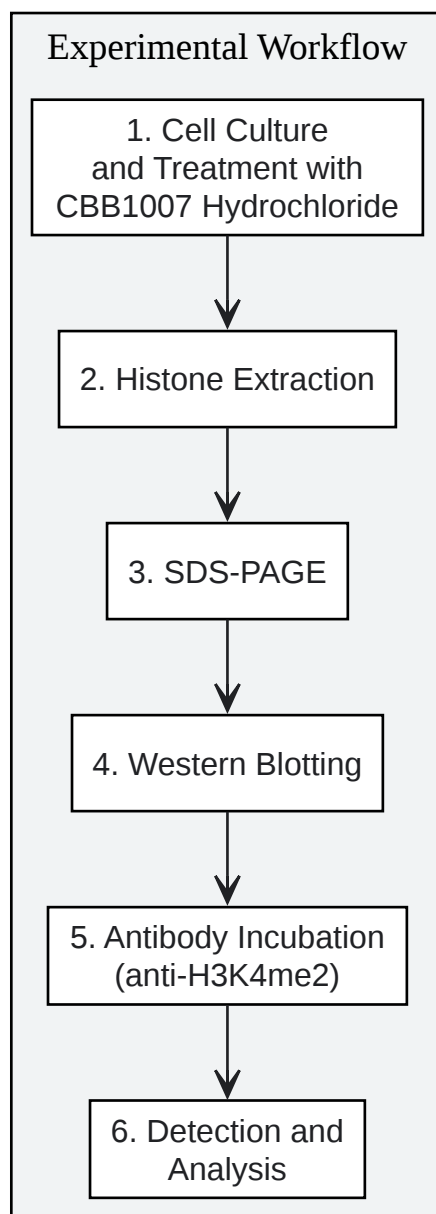 Experimental Workflow
1. Cell Culture
and Treatment with
CBB1007 Hydrochloride
2. Histone Extraction
3. SDS-PAGE
4. Western Blotting
5. Antibody Incubation
(anti-H3K4me2)
6. Detection and
Analysis